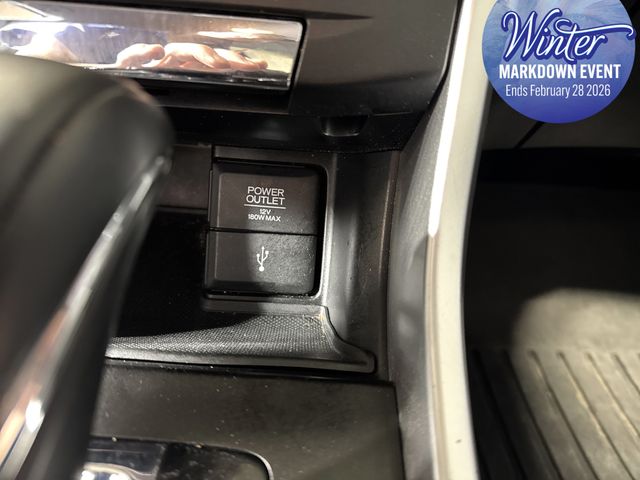 Winter
MARKDOWN EVENT
Ends February 28 2026
POWER
OUTLET
12V
180W MAX